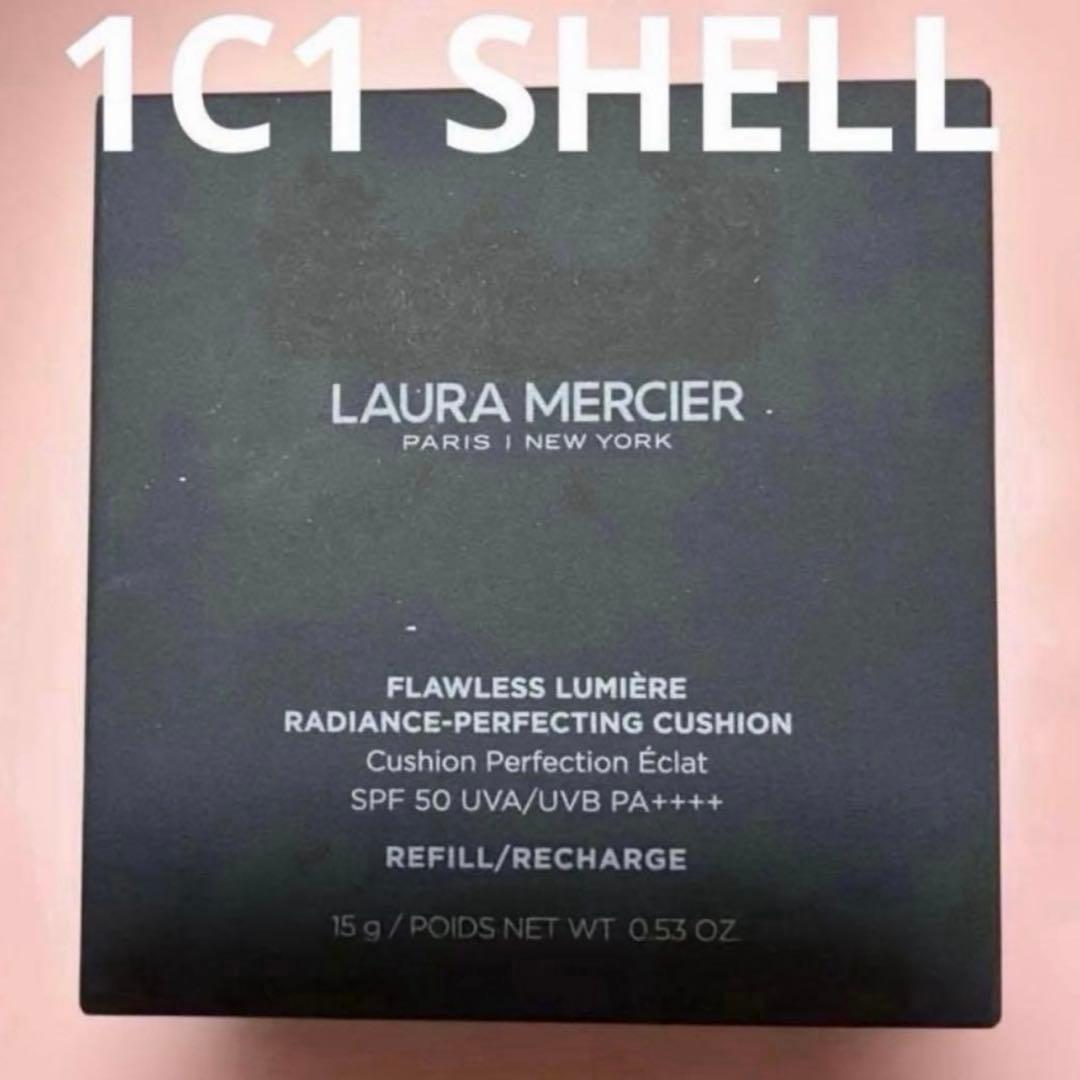 1C1 SHELL
LAURA MERCIER
PARIS | NEW YORK
FLAWLESS LUMIÈRE
RADIANCE-PERFECTING CUSHION
Cushion Perfection Éclat
SPF 50 UVA/UVB PA++++
REFILL/RECHARGE
15 g / POIDS NET WT 0.53 OZ.